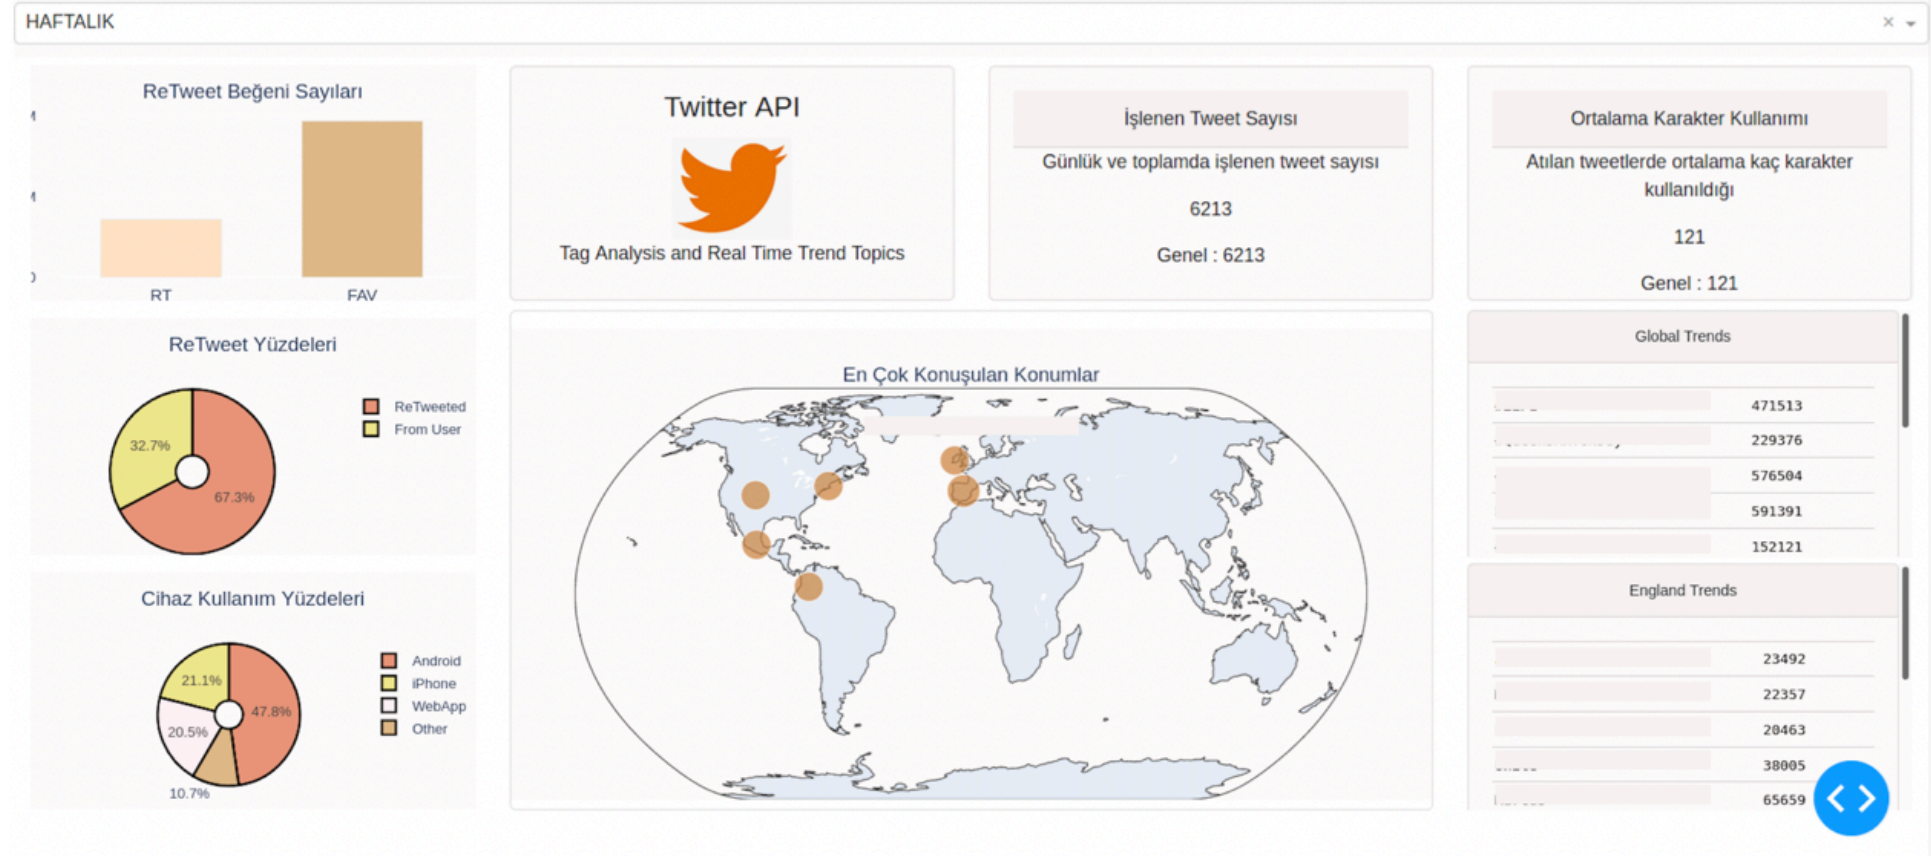 HAFTALIK
ReTweet Beğeni Sayıları
0
RT
FAV
Twitter API
Tag Analysis and Real Time Trend Topics
İşlenen Tweet Sayısı
Günlük ve toplamda işlenen tweet sayısı
6213
Genel : 6213
Ortalama Karakter Kullanımı
Atılan tweetlerde ortalama kaç karakter
kullanıldığı
121
Genel : 121
ReTweet Yüzdeleri
32.7%
67.3%
ReTweeted
From User
Cihaz Kullanım Yüzdeleri
21.1%
47.8%
20.5%
10.7%
Android
iPhone
WebApp
Other
En Çok Konuşulan Konumlar
Global Trends
471513
229376
576504
591391
152121
England Trends
23492
22357
20463
38005
65659